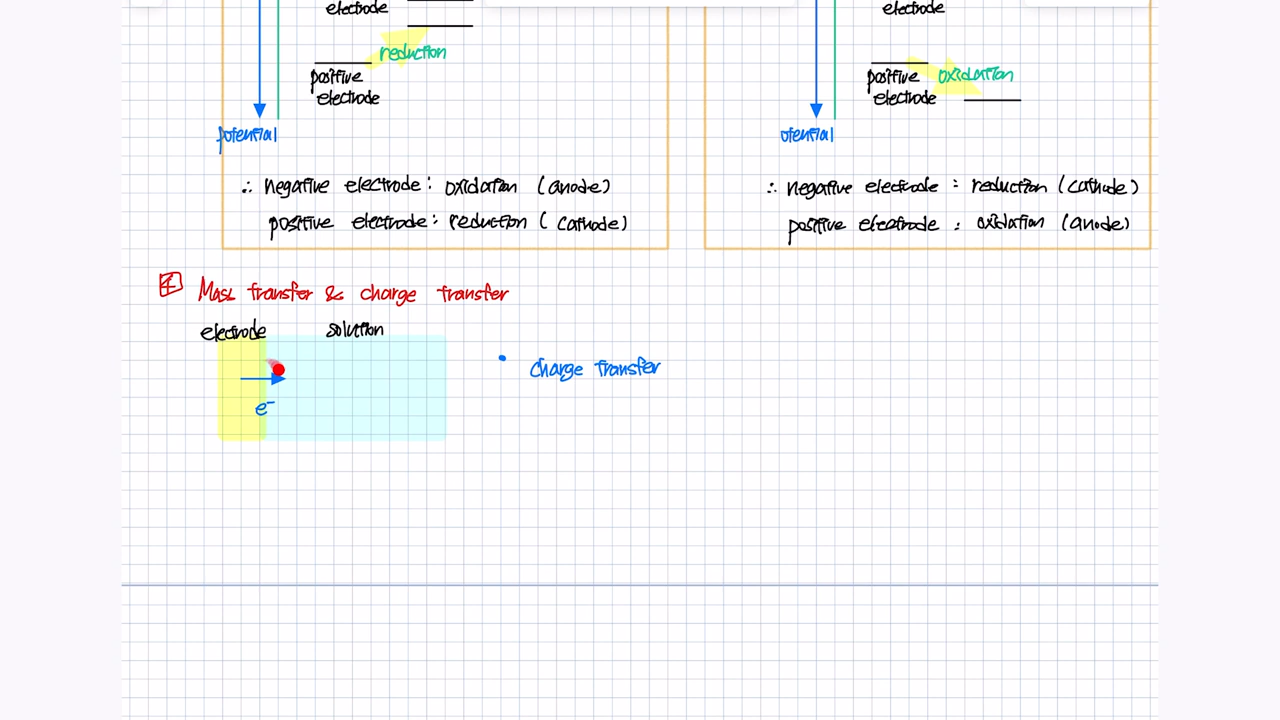 electrode
reduction
positive
electrode
potential
∴ negative electrode : oxidation (anode)
positive electrode : reduction ( cathode)
electrode
positive
electrode
oxidation
otential
∴ negative electrode : reduction (cathode)
positive electrode : oxidation (anode)
Mass transfer & charge transfer
electrode solution
e⁻
• charge transfer